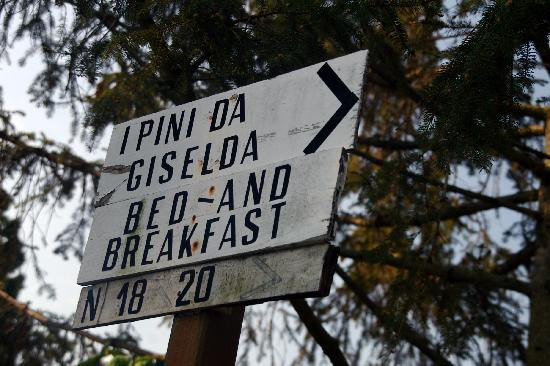 I PINI DA
GISELDA
BED-AND
BREAKFAST
N 18 20